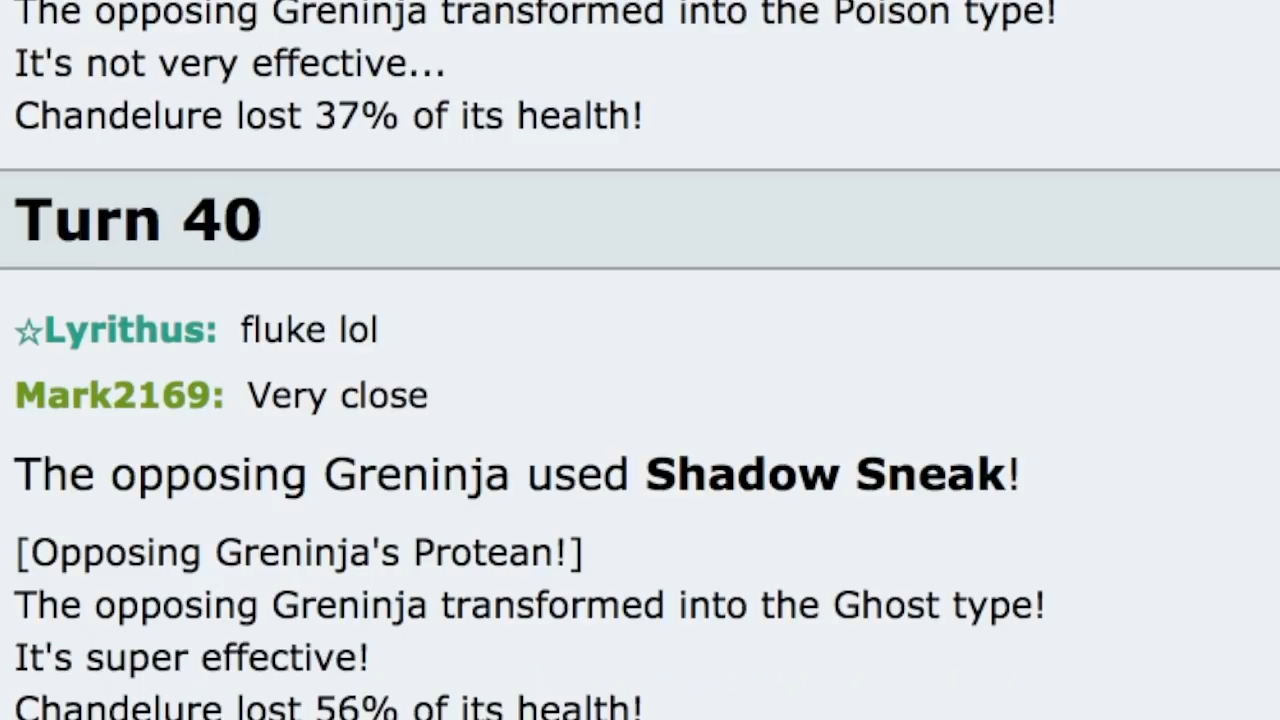 The opposing Greninja transformed into the Poison type!
It's not very effective...
Chandelure lost 37% of its health!
Turn 40
☆Lyrithus: fluke lol
Mark2169: Very close
The opposing Greninja used Shadow Sneak!
[Opposing Greninja's Protean!]
The opposing Greninja transformed into the Ghost type!
It's super effective!
Chandelure lost 56% of its health!